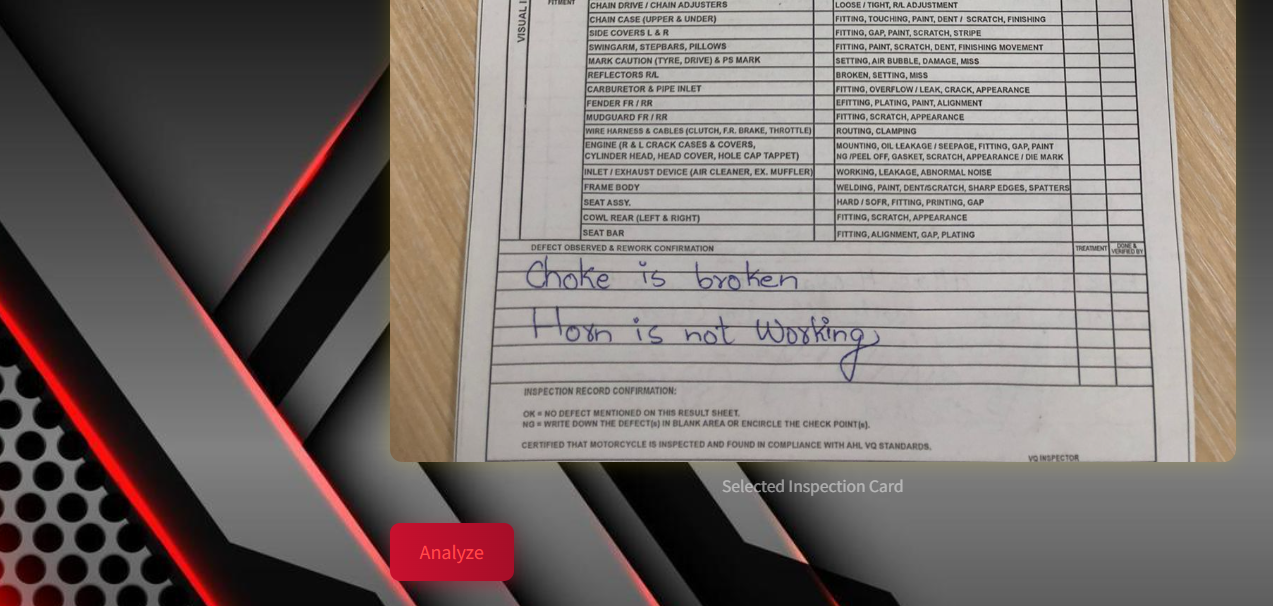 VISUAL I
FITMENT
CHAIN DRIVE / CHAIN ADJUSTERS LOOSE / TIGHT, R/L ADJUSTMENT
CHAIN CASE (UPPER & UNDER) FITTING, TOUCHING, PAINT, DENT / SCRATCH, FINISHING
SIDE COVERS L & R FITTING, GAP, PAINT, SCRATCH, STRIPE
SWINGARM, STEPBARS, PILLOWS FITTING, PAINT, SCRATCH, DENT, FINISHING MOVEMENT
MARK CAUTION (TYRE, DRIVE) & PS MARK SETTING, AIR BUBBLE, DAMAGE, MISS
REFLECTORS R/L BROKEN, SETTING, MISS
CARBURETOR & PIPE INLET FITTING, OVERFLOW / LEAK, CRACK, APPEARANCE
FENDER FR / RR EFITTING, PLATING, PAINT, ALIGNMENT
MUDGUARD FR / RR FITTING, SCRATCH, APPEARANCE
WIRE HARNESS & CABLES (CLUTCH, F.R. BRAKE, THROTTLE) ROUTING, CLAMPING
ENGINE (R & L CRACK CASES & COVERS, MOUNTING, OIL LEAKAGE / SEEPAGE, FITTING, GAP, PAINT
CYLINDER HEAD, HEAD COVER, HOLE CAP TAPPET) NG /PEEL OFF, GASKET, SCRATCH, APPEARANCE / DIE MARK
INLET / EXHAUST DEVICE (AIR CLEANER, EX. MUFFLER) WORKING, LEAKAGE, ABNORMAL NOISE
FRAME BODY WELDING, PAINT, DENT/SCRATCH, SHARP EDGES, SPATTERS
SEAT ASSY. HARD / SOFR, FITTING, PRINTING, GAP
COWL REAR (LEFT & RIGHT) FITTING, SCRATCH, APPEARANCE
SEAT BAR FITTING, ALIGNMENT, GAP, PLATING
DEFECT OBSERVED & REWORK CONFIRMATION TREATMENT DONE & VERIFIED BY
Choke is broken
Horn is not Working
INSPECTION RECORD CONFIRMATION:
OK = NO DEFECT MENTIONED ON THIS RESULT SHEET.
NG = WRITE DOWN THE DEFECT(s) IN BLANK AREA OR ENCIRCLE THE CHECK POINT(s).
CERTIFIED THAT MOTORCYCLE IS INSPECTED AND FOUND IN COMPLIANCE WITH AHL VQ STANDARDS.
VQ INSPECTOR
Selected Inspection Card
Analyze